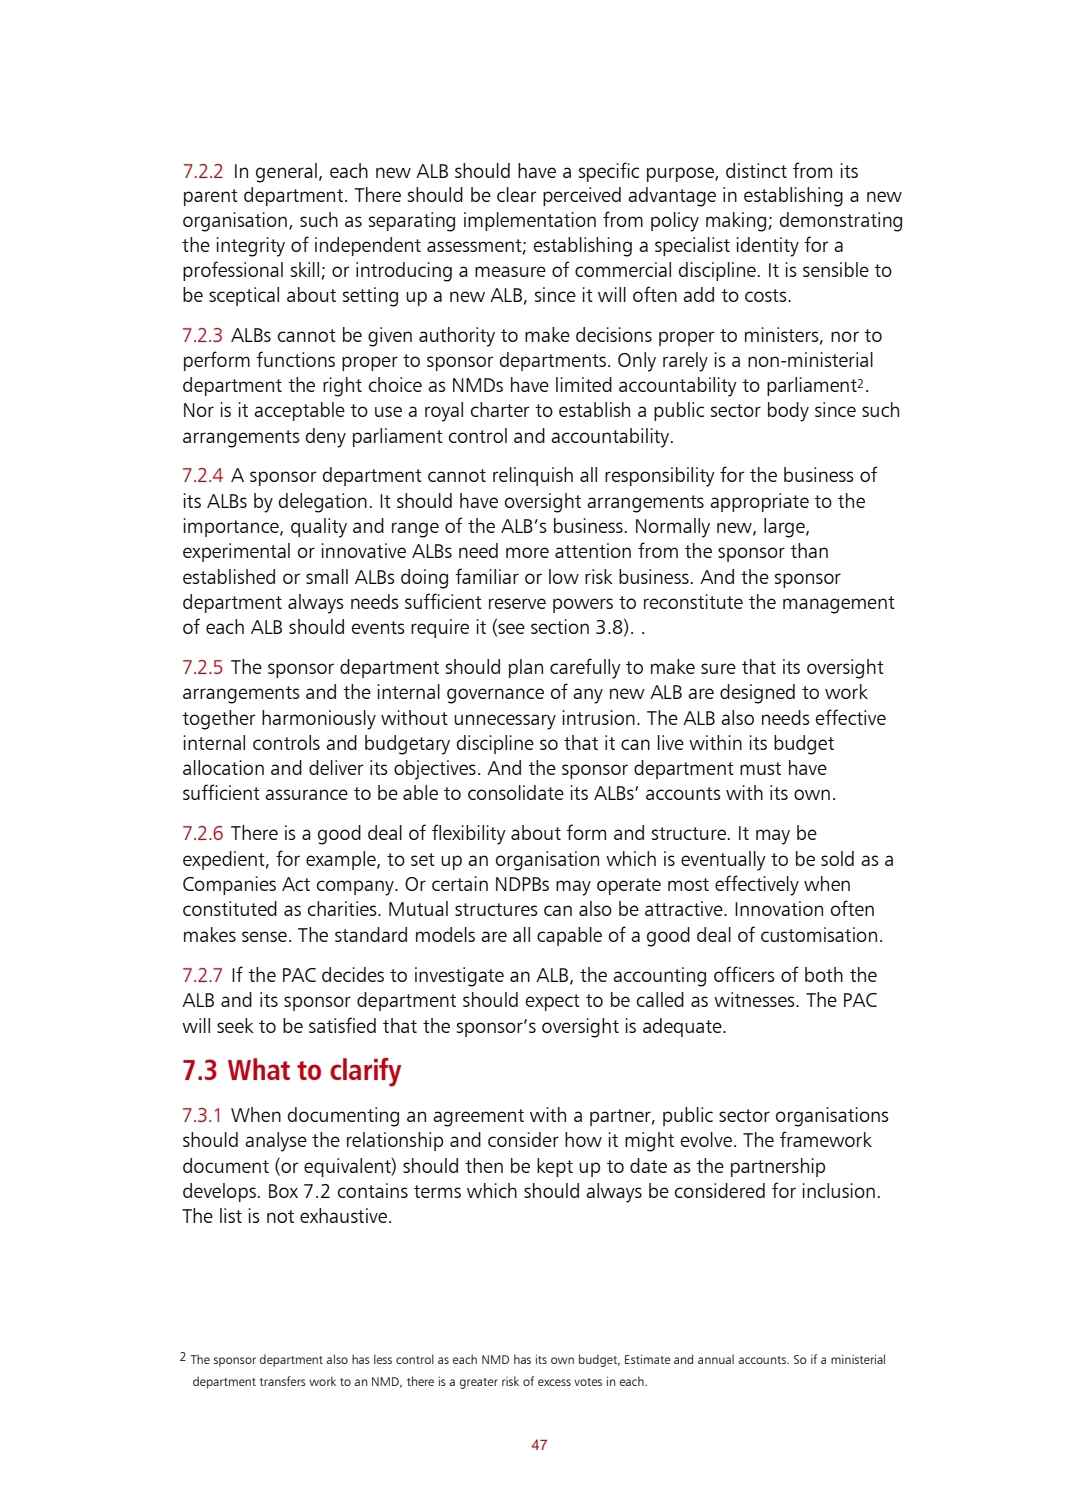 7.2.2 In general, each new ALB should have a specific purpose, distinct from its
parent department. There should be clear perceived advantage in establishing a new
organisation, such as separating implementation from policy making; demonstrating
the integrity of independent assessment; establishing a specialist identity for a
professional skill; or introducing a measure of commercial discipline. It is sensible to
be sceptical about setting up a new ALB, since it will often add to costs.
7.2.3 ALBs cannot be given authority to make decisions proper to ministers, nor to
perform functions proper to sponsor departments. Only rarely is a non-ministerial
department the right choice as NMDs have limited accountability to parliament2.
Nor is it acceptable to use a royal charter to establish a public sector body since such
arrangements deny parliament control and accountability.
7.2.4 A sponsor department cannot relinquish all responsibility for the business of
its ALBs by delegation. It should have oversight arrangements appropriate to the
importance, quality and range of the ALB’s business. Normally new, large,
experimental or innovative ALBs need more attention from the sponsor than
established or small ALBs doing familiar or low risk business. And the sponsor
department always needs sufficient reserve powers to reconstitute the management
of each ALB should events require it (see section 3.8). .
7.2.5 The sponsor department should plan carefully to make sure that its oversight
arrangements and the internal governance of any new ALB are designed to work
together harmoniously without unnecessary intrusion. The ALB also needs effective
internal controls and budgetary discipline so that it can live within its budget
allocation and deliver its objectives. And the sponsor department must have
sufficient assurance to be able to consolidate its ALBs’ accounts with its own.
7.2.6 There is a good deal of flexibility about form and structure. It may be
expedient, for example, to set up an organisation which is eventually to be sold as a
Companies Act company. Or certain NDPBs may operate most effectively when
constituted as charities. Mutual structures can also be attractive. Innovation often
makes sense. The standard models are all capable of a good deal of customisation.
7.2.7 If the PAC decides to investigate an ALB, the accounting officers of both the
ALB and its sponsor department should expect to be called as witnesses. The PAC
will seek to be satisfied that the sponsor’s oversight is adequate.
7.3 What to clarify
7.3.1 When documenting an agreement with a partner, public sector organisations
should analyse the relationship and consider how it might evolve. The framework
document (or equivalent) should then be kept up to date as the partnership
develops. Box 7.2 contains terms which should always be considered for inclusion.
The list is not exhaustive.
2 The sponsor department also has less control as each NMD has its own budget, Estimate and annual accounts. So if a ministerial
department transfers work to an NMD, there is a greater risk of excess votes in each.
47